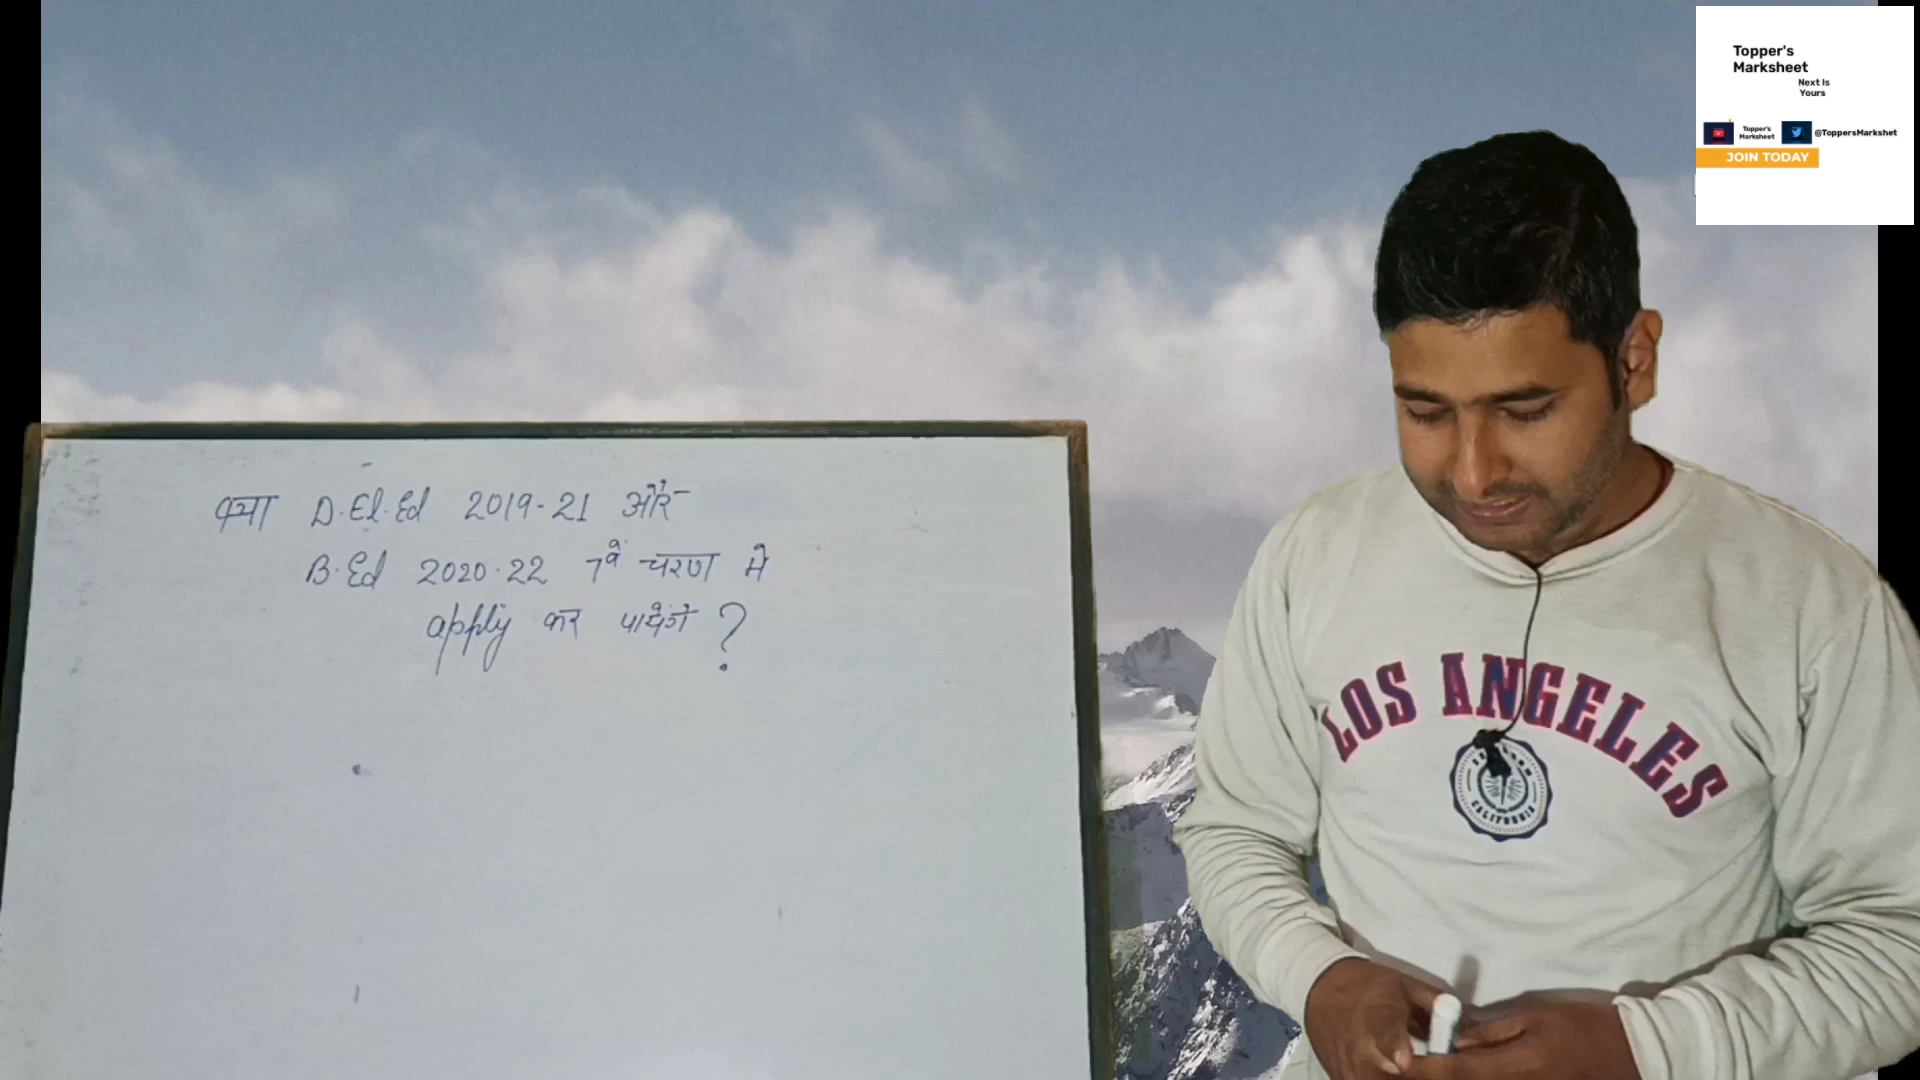 क्या D.El.Ed 2019-21 और
B.Ed 2020-22 7वें चरण में
apply कर पायेंगे ?
Topper's
Marksheet
Next Is
Yours
Topper's
Marksheet
@ToppersMarkshet
JOIN TODAY
LOS ANGELES
CALIFORNIA